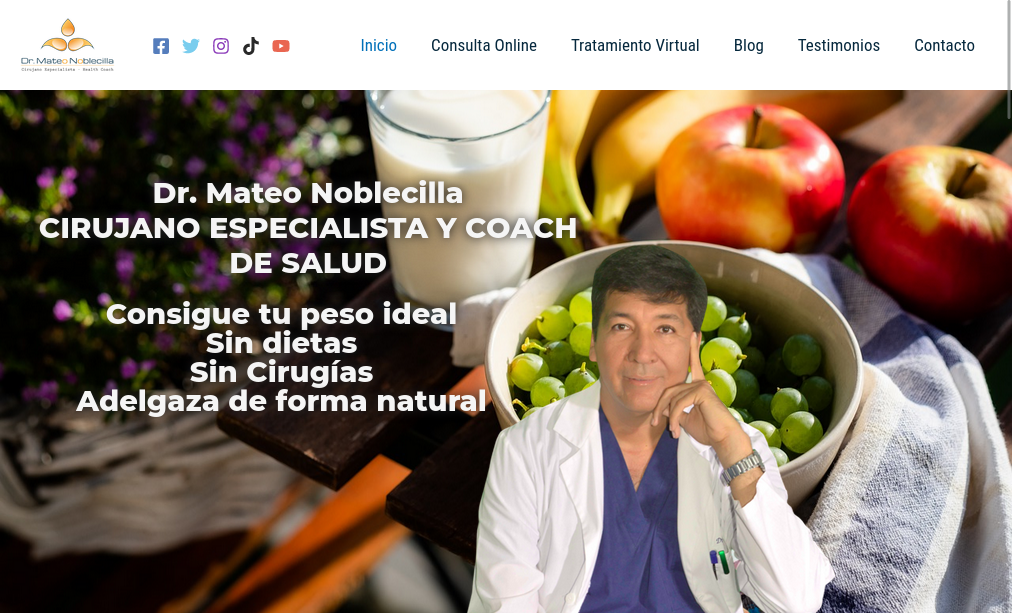 Dr. Mateo Noblecilla
Cirujano Especialista - Health Coach
Inicio
Consulta Online
Tratamiento Virtual
Blog
Testimonios
Contacto
Dr. Mateo Noblecilla
CIRUJANO ESPECIALISTA Y COACH
DE SALUD
Consigue tu peso ideal
Sin dietas
Sin Cirugías
Adelgaza de forma natural